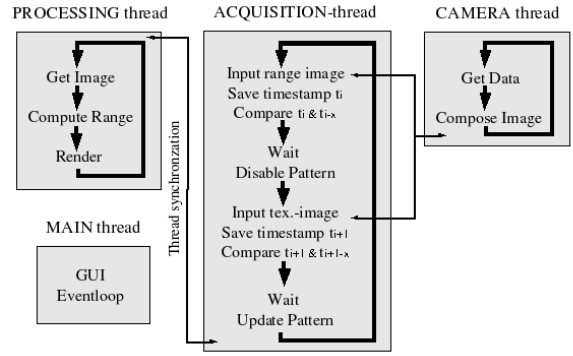 PROCESSING thread
Get Image
Compute Range
Render
MAIN thread
GUI
Eventloop
Thread synchronzation
ACQUISITION-thread
Input range image
Save timestamp ti
Compare ti & ti-x
Wait
Disable Pattern
Input tex.-image
Save timestamp ti+1
Compare ti+1 & ti+1-x
Wait
Update Pattern
CAMERA thread
Get Data
Compose Image